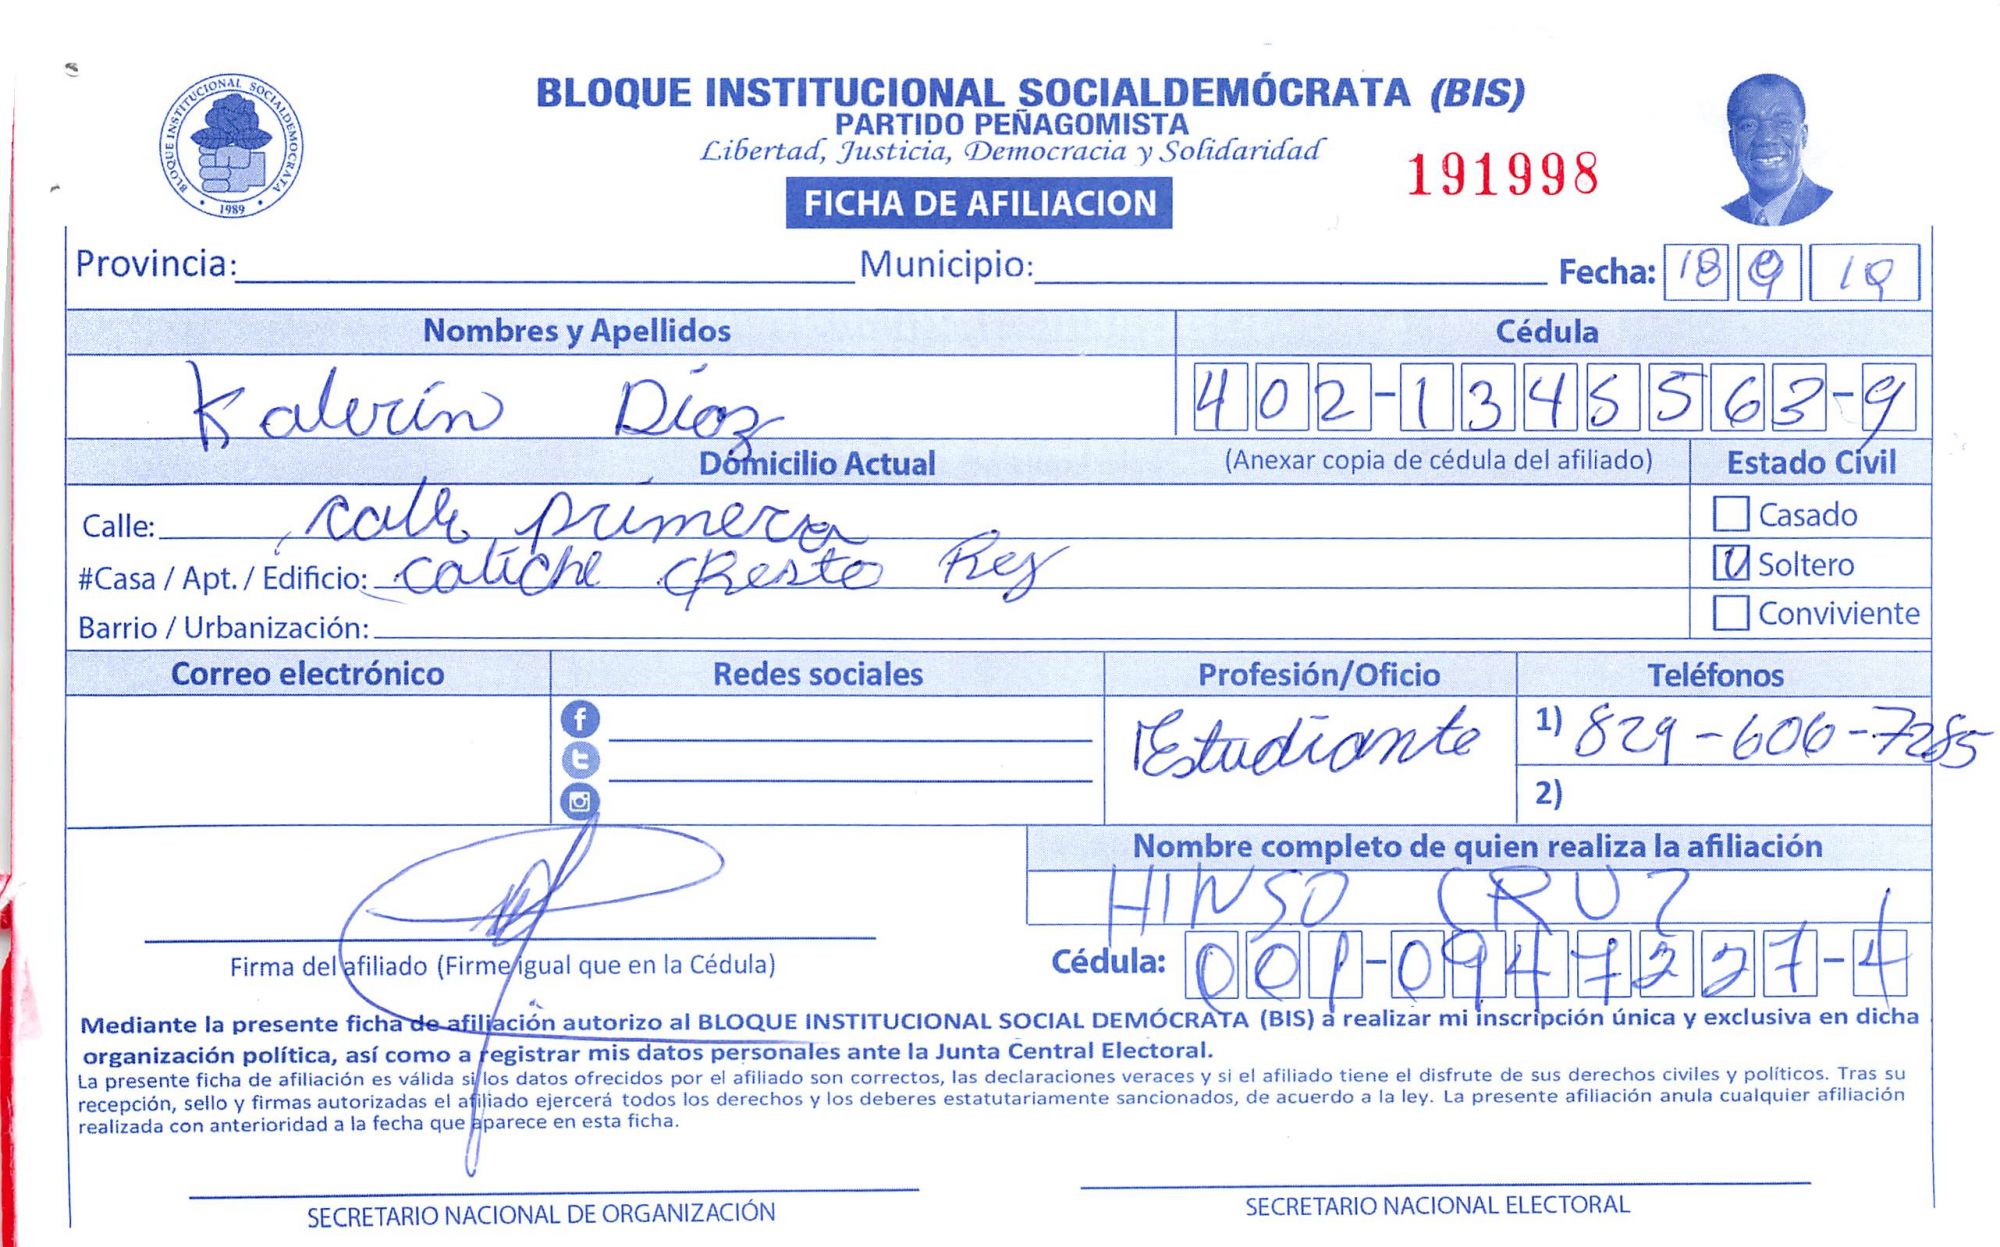 BLOQUE INSTITUCIONAL SOCIALDEMÓCRATA (BIS)
PARTIDO PEÑAGOMISTA
Libertad, Justicia, Democracia y Solidaridad
191998
FICHA DE AFILIACION
BLOQUE INSTITUCIONAL SOCIALDEMOCRATA
1989
Provincia: Municipio: Fecha: 18 9 19
Nombres y Apellidos Cédula
Katerín Díaz 402-1345563-9
Domicilio Actual (Anexar copia de cédula del afiliado) Estado Civil
Calle: calle primera Casado
#Casa / Apt. / Edificio: caliche Cresto Rey Soltero
Barrio / Urbanización: Conviviente
Correo electrónico Redes sociales Profesión/Oficio Teléfonos
Estudiante 1) 829-606-7285
2)
Nombre completo de quien realiza la afiliación
HINSO CRUZ
Firma del afiliado (Firme igual que en la Cédula) Cédula: 001-0947227-4
Mediante la presente ficha de afiliación autorizo al BLOQUE INSTITUCIONAL SOCIAL DEMÓCRATA (BIS) a realizar mi inscripción única y exclusiva en dicha
organización política, así como a registrar mis datos personales ante la Junta Central Electoral.
La presente ficha de afiliación es válida si los datos ofrecidos por el afiliado son correctos, las declaraciones veraces y si el afiliado tiene el disfrute de sus derechos civiles y políticos. Tras su
recepción, sello y firmas autorizadas el afiliado ejercerá todos los derechos y los deberes estatutariamente sancionados, de acuerdo a la ley. La presente afiliación anula cualquier afiliación
realizada con anterioridad a la fecha que aparece en esta ficha.
SECRETARIO NACIONAL DE ORGANIZACIÓN SECRETARIO NACIONAL ELECTORAL